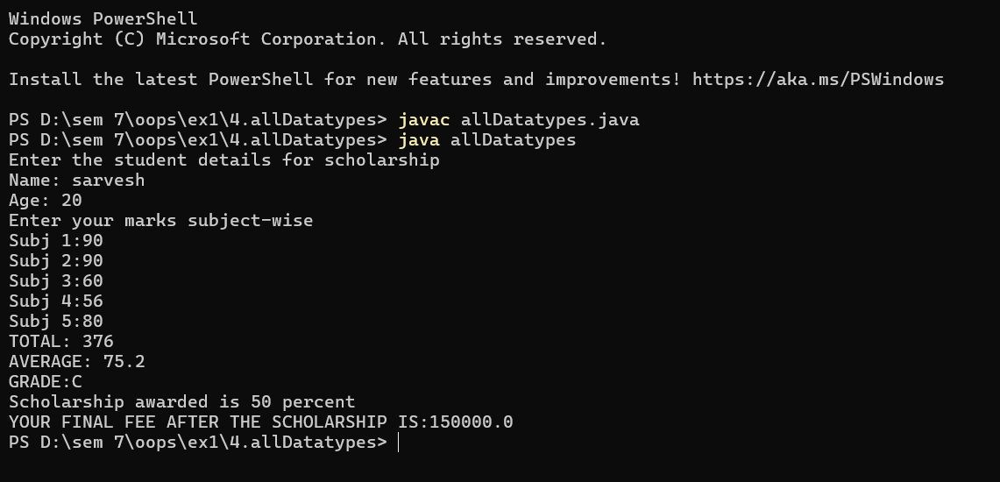 Windows PowerShell
Copyright (C) Microsoft Corporation. All rights reserved.
Install the latest PowerShell for new features and improvements! https://aka.ms/PSWindows
PS D:\sem 7\oops\ex1\4.allDatatypes> javac allDatatypes.java
PS D:\sem 7\oops\ex1\4.allDatatypes> java allDatatypes
Enter the student details for scholarship
Name: sarvesh
Age: 20
Enter your marks subject-wise
Subj 1:90
Subj 2:90
Subj 3:60
Subj 4:56
Subj 5:80
TOTAL: 376
AVERAGE: 75.2
GRADE:C
Scholarship awarded is 50 percent
YOUR FINAL FEE AFTER THE SCHOLARSHIP IS:150000.0
PS D:\sem 7\oops\ex1\4.allDatatypes>